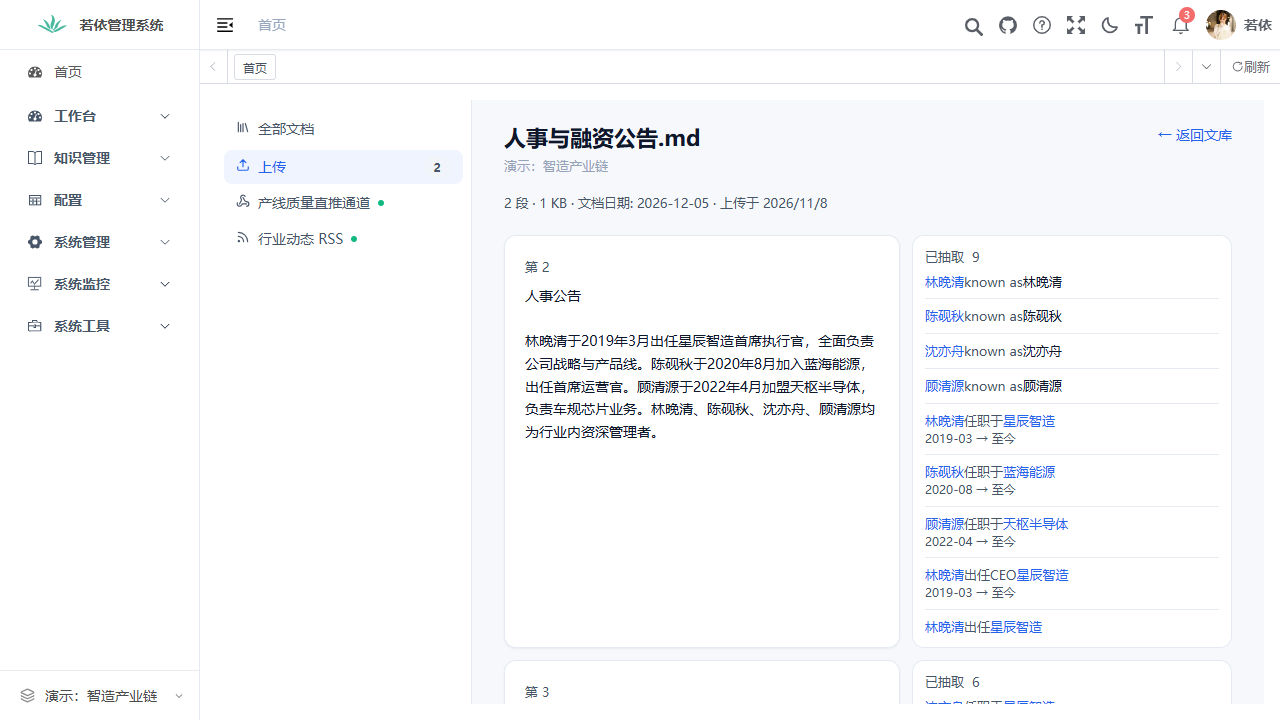 若依管理系统
首页
3
若依
首页
刷新
首页
工作台
知识管理
配置
系统管理
系统监控
系统工具
演示：智造产业链
全部文档
上传 2
产线质量直推通道
行业动态 RSS
人事与融资公告.md
← 返回文库
演示：智造产业链
2 段 · 1 KB · 文档日期: 2026-12-05 · 上传于 2026/11/8
第 2
人事公告
林晚清于2019年3月出任星辰智造首席执行官，全面负责
公司战略与产品线。陈砚秋于2020年8月加入蓝海能源，
出任首席运营官。顾清源于2022年4月加盟天枢半导体，
负责车规芯片业务。林晚清、陈砚秋、沈亦舟、顾清源均
为行业内资深管理者。
已抽取 9
林晚清known as林晚清
陈砚秋known as陈砚秋
沈亦舟known as沈亦舟
顾清源known as顾清源
林晚清任职于星辰智造
2019-03 → 至今
陈砚秋任职于蓝海能源
2020-08 → 至今
顾清源任职于天枢半导体
2022-04 → 至今
林晚清出任CEO星辰智造
2019-03 → 至今
林晚清出任星辰智造
第 3
已抽取 6
沈亦舟任职于星辰智造